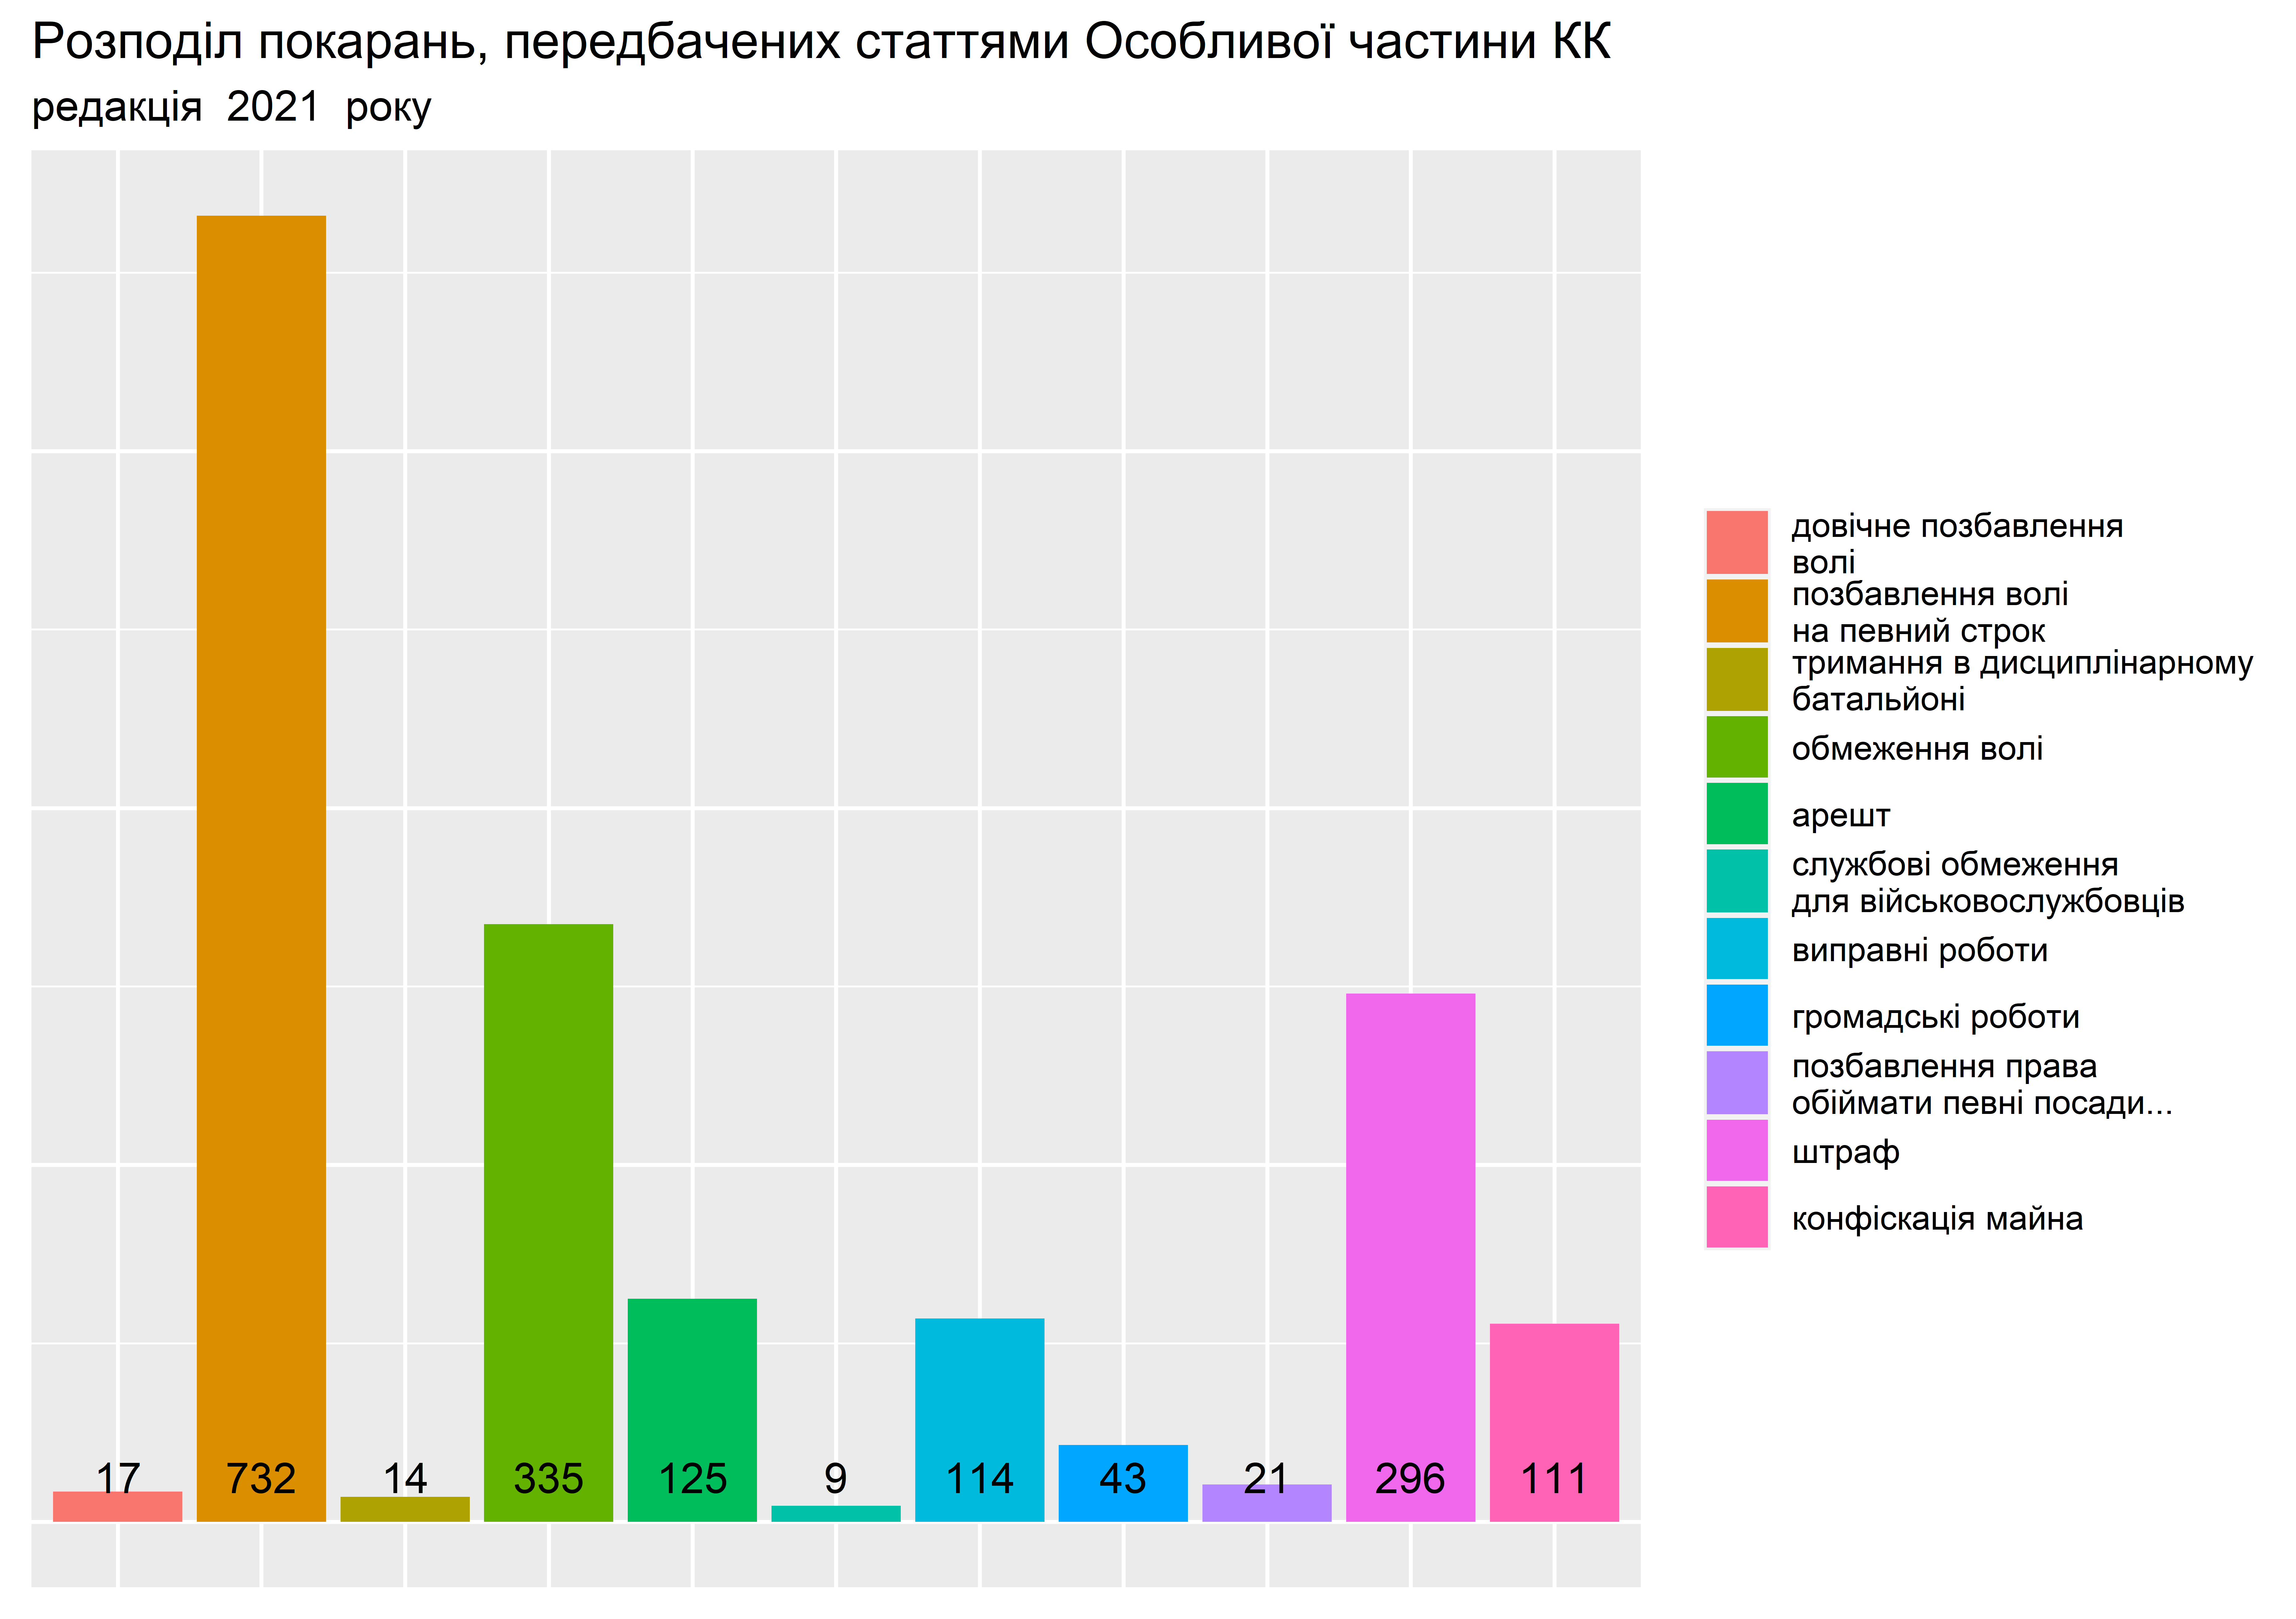 Розподіл покарань, передбачених статтями Особливої частини КК
редакція 2021 року
17 732 14 335 125 9 114 43 21 296 111
довічне позбавлення
волі
позбавлення волі
на певний строк
тримання в дисциплінарному
батальйоні
обмеження волі
арешт
службові обмеження
для військовослужбовців
виправні роботи
громадські роботи
позбавлення права
обіймати певні посади...
штраф
конфіскація майна